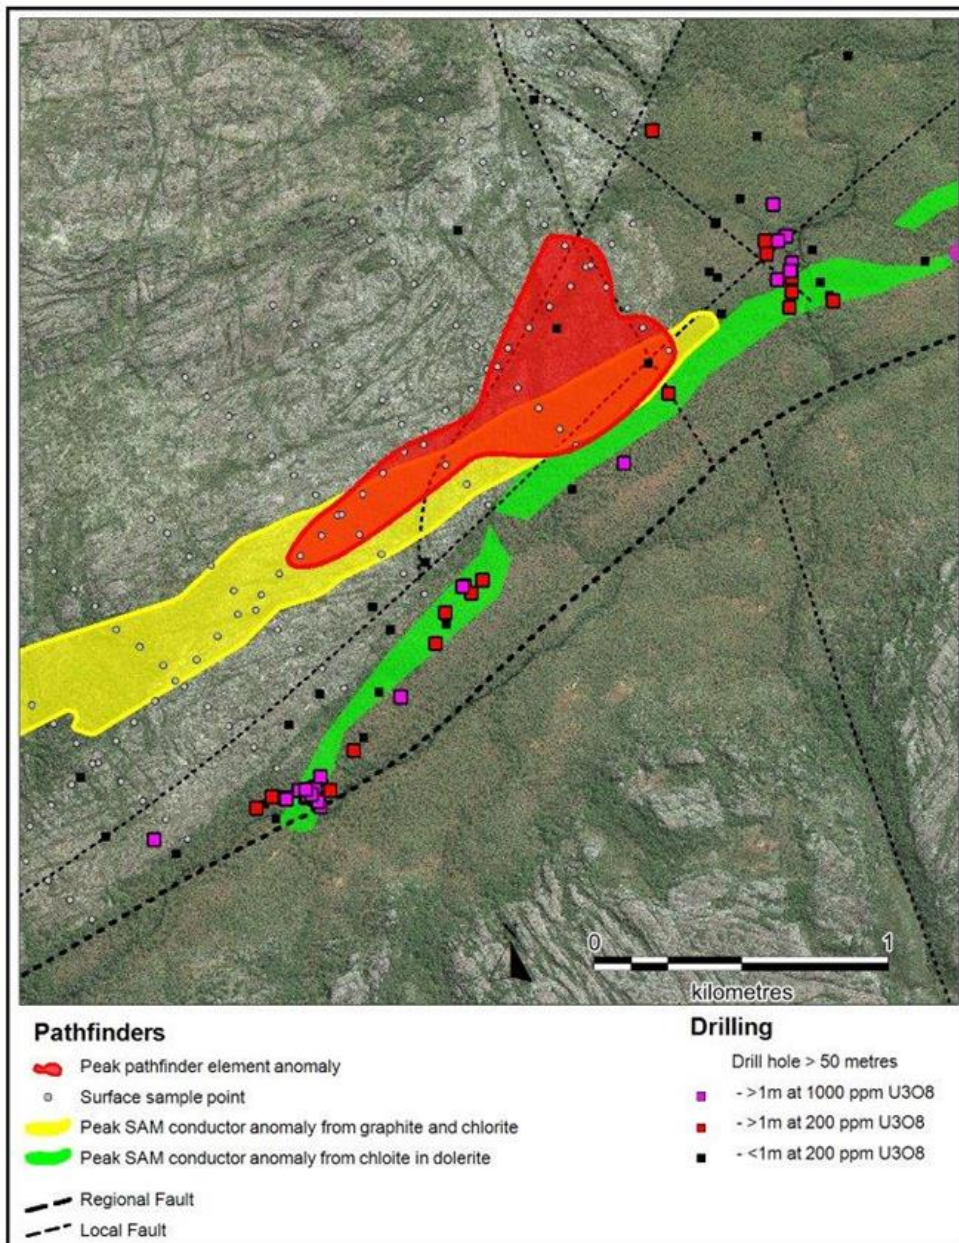 0
1
kilometres
Pathfinders
Peak pathfinder element anomaly
Surface sample point
Peak SAM conductor anomaly from graphite and chlorite
Peak SAM conductor anomaly from chloite in dolerite
Regional Fault
Local Fault
Drilling
Drill hole > 50 metres
- >1m at 1000 ppm U3O8
- >1m at 200 ppm U3O8
- <1m at 200 ppm U3O8